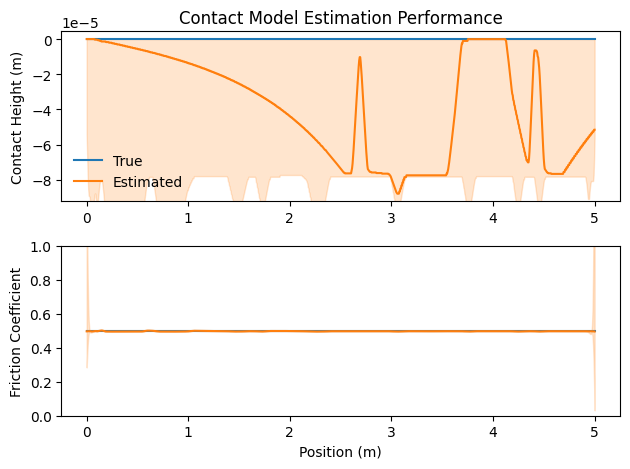 Contact Model Estimation Performance
1e−5
0
−2
−4
−6
−8
Contact Height (m)
True
Estimated
0 1 2 3 4 5
1.0
0.8
0.6
0.4
0.2
0.0
Friction Coefficient
0 1 2 3 4 5
Position (m)